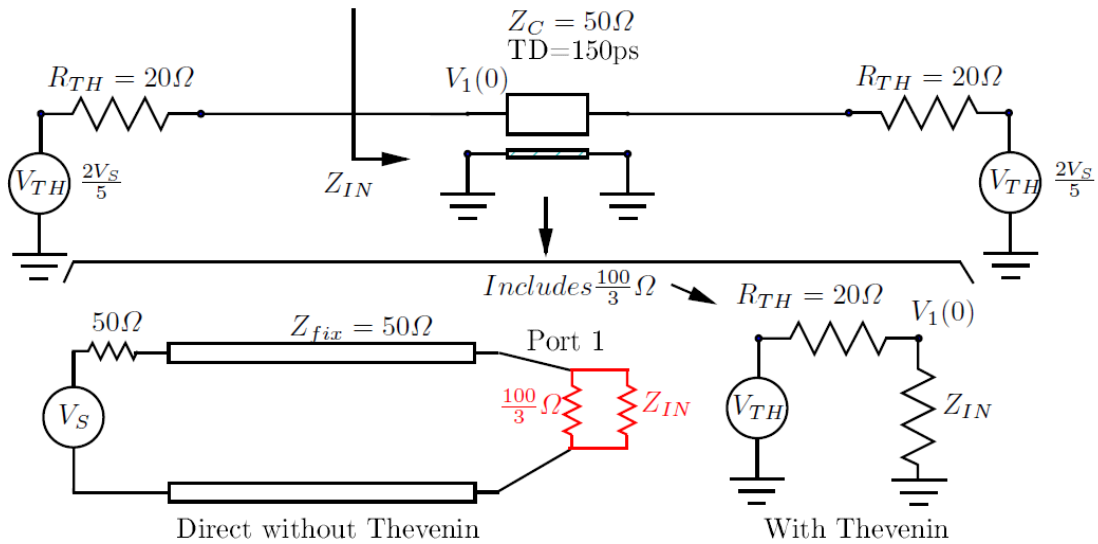 Z_C = 50Ω
TD=150ps
R_TH = 20Ω
V_1(0)
R_TH = 20Ω
V_TH
2V_S/5
Z_IN
V_TH
2V_S/5
Includes 100/3 Ω
R_TH = 20Ω
V_1(0)
50Ω
Z_fix = 50Ω
Port 1
V_S
100/3 Ω
Z_IN
V_TH
Z_IN
Direct without Thevenin
With Thevenin